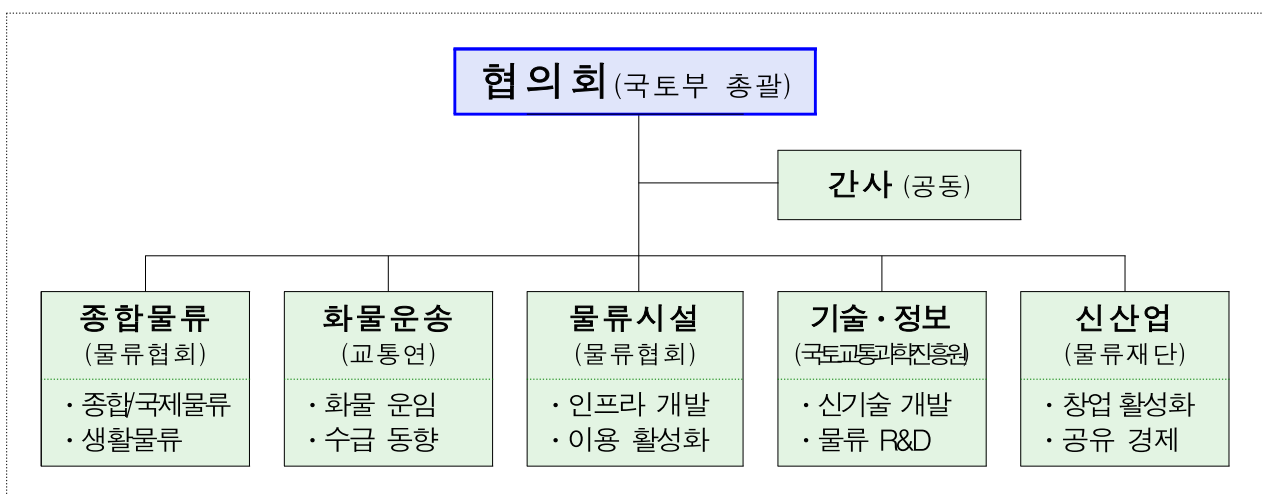 협의회(국토부 총괄)
간사 (공동)
종합물류
(물류협회)
· 종합/국제물류
· 생활물류
화물운송
(교통연)
· 화물 운임
· 수급 동향
물류시설
(물류협회)
· 인프라 개발
· 이용 활성화
기술·정보
(국토교통과학진흥원)
· 신기술 개발
· 물류 R&D
신산업
(물류재단)
· 창업 활성화
· 공유 경제